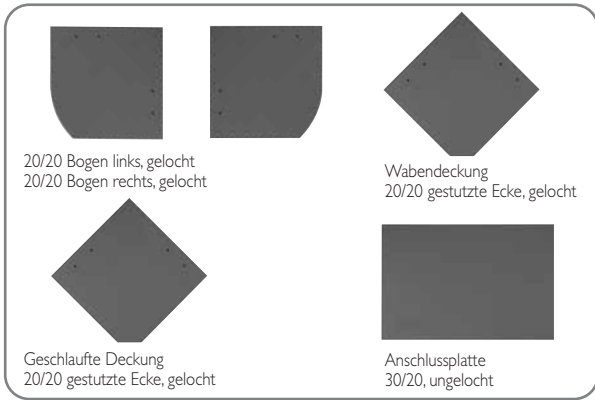 20/20 Bogen links, gelocht
20/20 Bogen rechts, gelocht
Wabendeckung
20/20 gestutzte Ecke, gelocht
Geschlaufte Deckung
20/20 gestutzte Ecke, gelocht
Anschlussplatte
30/20, ungelocht